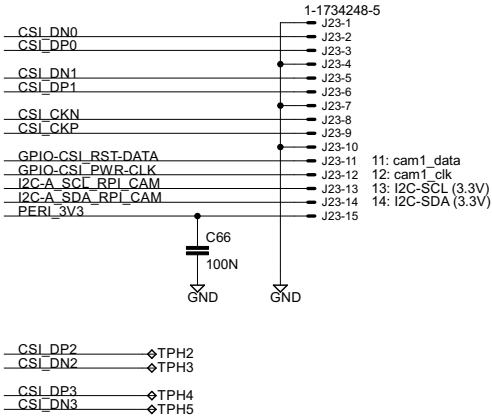 1-1734248-5
J23-1
CSI_DN0 J23-2
CSI_DP0 J23-3
J23-4
CSI_DN1 J23-5
CSI_DP1 J23-6
J23-7
CSI_CKN J23-8
CSI_CKP J23-9
J23-10
GPIO-CSI_RST-DATA J23-11 11: cam1_data
GPIO-CSI_PWR-CLK J23-12 12: cam1_clk
I2C-A_SCL_RPI_CAM J23-13 13: I2C-SCL (3.3V)
I2C-A_SDA_RPI_CAM J23-14 14: I2C-SDA (3.3V)
PERI_3V3 J23-15
C66
100N
GND GND
CSI_DP2 TPH2
CSI_DN2 TPH3
CSI_DP3 TPH4
CSI_DN3 TPH5